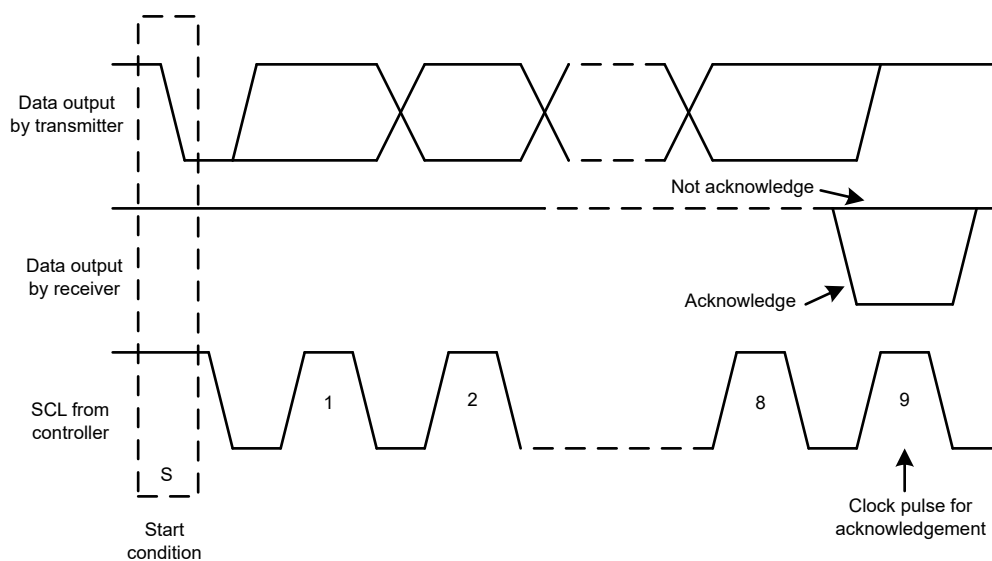 Data output
by transmitter
Not acknowledge
Data output
by receiver
Acknowledge
SCL from
controller
1
2
8
9
S
Start
condition
Clock pulse for
acknowledgement